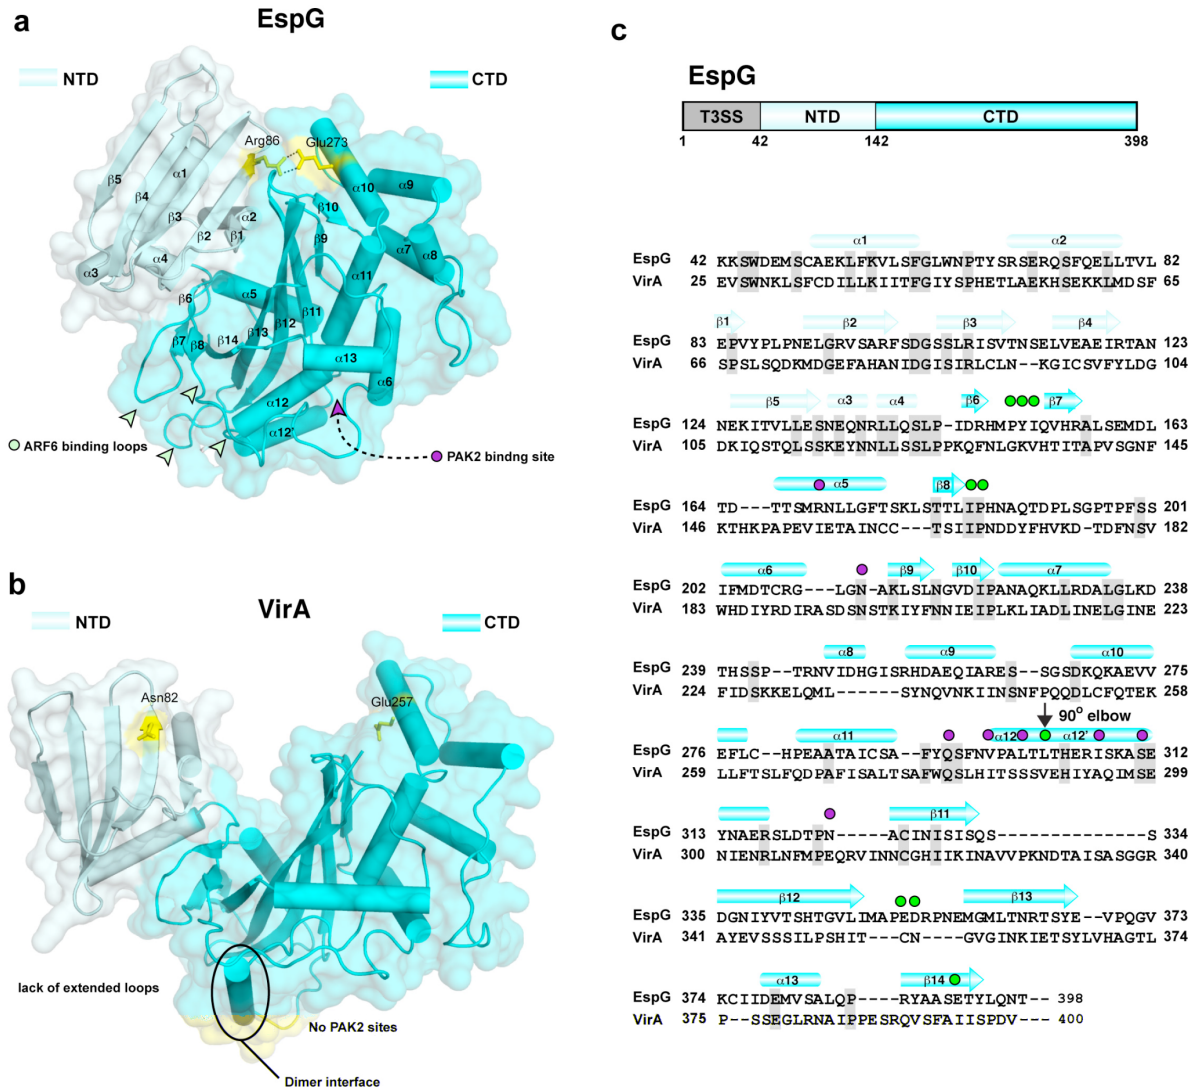 a
EspG
NTD
CTD
Arg86
Glu273
β5
α1
β4
β3
α2
β2
β1
α3
α4
α10
α9
β10
β9
α7
α8
α11
β6
α5
β11
β12
β13
β14
β7
β8
α13
α6
α12
α12'
ARF6 binding loops
PAK2 bindng site
b
VirA
NTD
CTD
Asn82
Glu257
lack of extended loops
No PAK2 sites
Dimer interface
c
EspG
T3SS NTD CTD
1 42 142 398
α1 α2
EspG 42 KKSWDEMSCAEKLFKVLSFGLWNPTYSRSERQSFQELLTVL 82
VirA 25 EVSWNKLSFCDILLKIITFGIYSPHETLAEKHSEKKLMDSF 65
β1 β2 β3 β4
EspG 83 EPVYPLPNELGRVSARFSDGSSLRISVTNSELVEAEIRTAN 123
VirA 66 SPSLSQDKMDGEFAHANIDGISIRLCLN--KGICSVFYLDG 104
β5 α3 α4 β6 β7
EspG 124 NEKITVLLESNEQNRLLQSLP-IDRHMPYIQVHRALSEMDL 163
VirA 105 DKIQSTQLSSKEYNNLLSSLPPKQFNLGKVHTITAPVSGNF 145
α5 β8
EspG 164 TD---TTSMRNLLGFTSKLSTTLIPHNAQTDPLSGPTPFSS 201
VirA 146 KTHKPAPEVIETAINCC--TSIIPNDDYFHVKD-TDFNSV 182
α6 β9 β10 α7
EspG 202 IFMDTCRG---LGN-AKLSLNGVDIPANAQKLLRDALGLKD 238
VirA 183 WHDIYRDIRASDSNSTKIYFNNIEIPLKLIADLINELGINE 223
α8 α9 α10
EspG 239 THSSP--TRNVIDHGISRHDAEQIARES--SGSDKQKAEVV 275
VirA 224 FIDSKKELQML----SYNQVNKIINSNFPQQDLCFQTEK 258
90° elbow
α11 α12 α12'
EspG 276 EFLC--HPEAATAICSA--FYQSFNVPALTLTHERISKAS 312
VirA 259 LLFTSLFQDPAFISALTSAFWQSLHITSSSVEHIYAQIMSE 299
β11
EspG 313 YNAERSLDTPN-----ACINISISQS---------------S 334
VirA 300 NIENRLNFMPEQRVINNCGHIIKINAVVPKNDTAISASGGR 340
β12 β13
EspG 335 DGNIYVTSHTGVLIMAPEDRPNEMGMLTNRTSYE--VPQGV 373
VirA 341 AYEVSSSILPSHIT---CN----GVGINKIETSYLVHAGTL 374
α13 β14
EspG 374 KCIIDEMVSALQP----RYAASETYLQNT-- 398
VirA 375 P--SSEGLRNAIPPESRQVSFAIISPDV--- 400